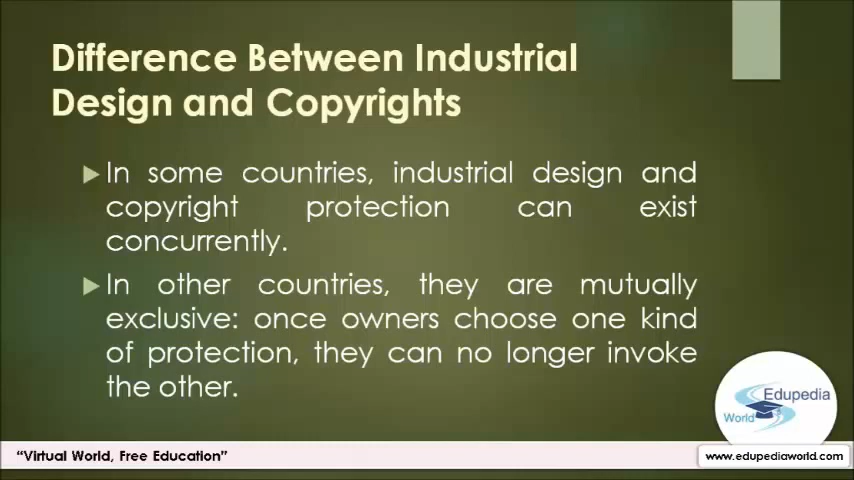 Difference Between Industrial
Design and Copyrights
In some countries, industrial design and
copyright protection can exist
concurrently.
In other countries, they are mutually
exclusive: once owners choose one kind
of protection, they can no longer invoke
the other.
Edupedia
World
“Virtual World, Free Education”
www.edupediaworld.com